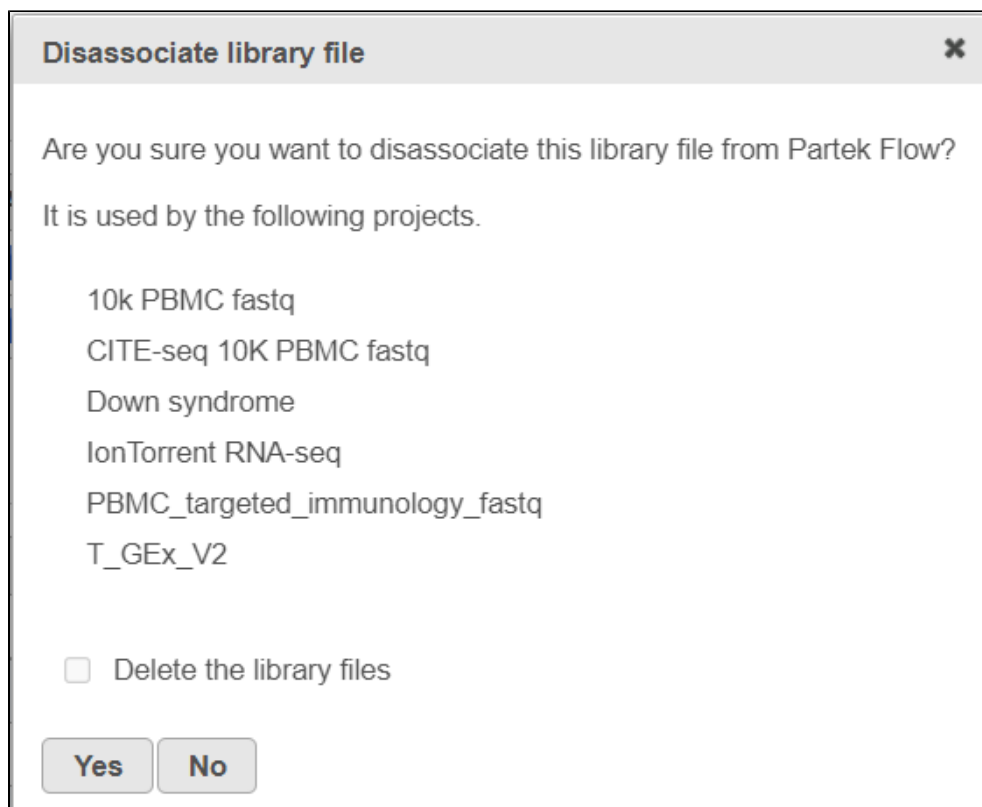 Disassociate library file
Are you sure you want to disassociate this library file from Partek Flow?
It is used by the following projects.
10k PBMC fastq
CITE-seq 10K PBMC fastq
Down syndrome
IonTorrent RNA-seq
PBMC_targeted_immunology_fastq
T_GEx_V2
Delete the library files
Yes No